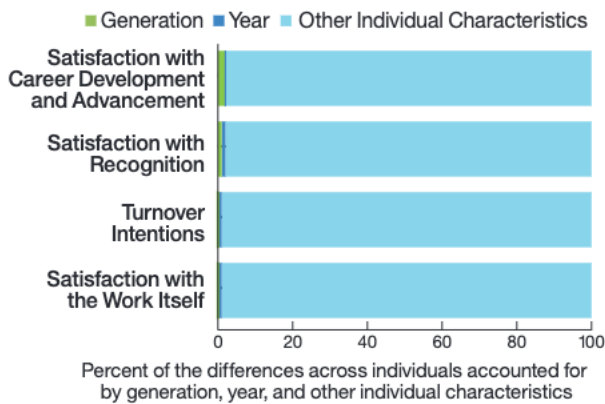 Generation Year Other Individual Characteristics
Satisfaction with
Career Development
and Advancement
Satisfaction with
Recognition
Turnover
Intentions
Satisfaction with
the Work Itself
0 20 40 60 80 100
Percent of the differences across individuals accounted for
by generation, year, and other individual characteristics